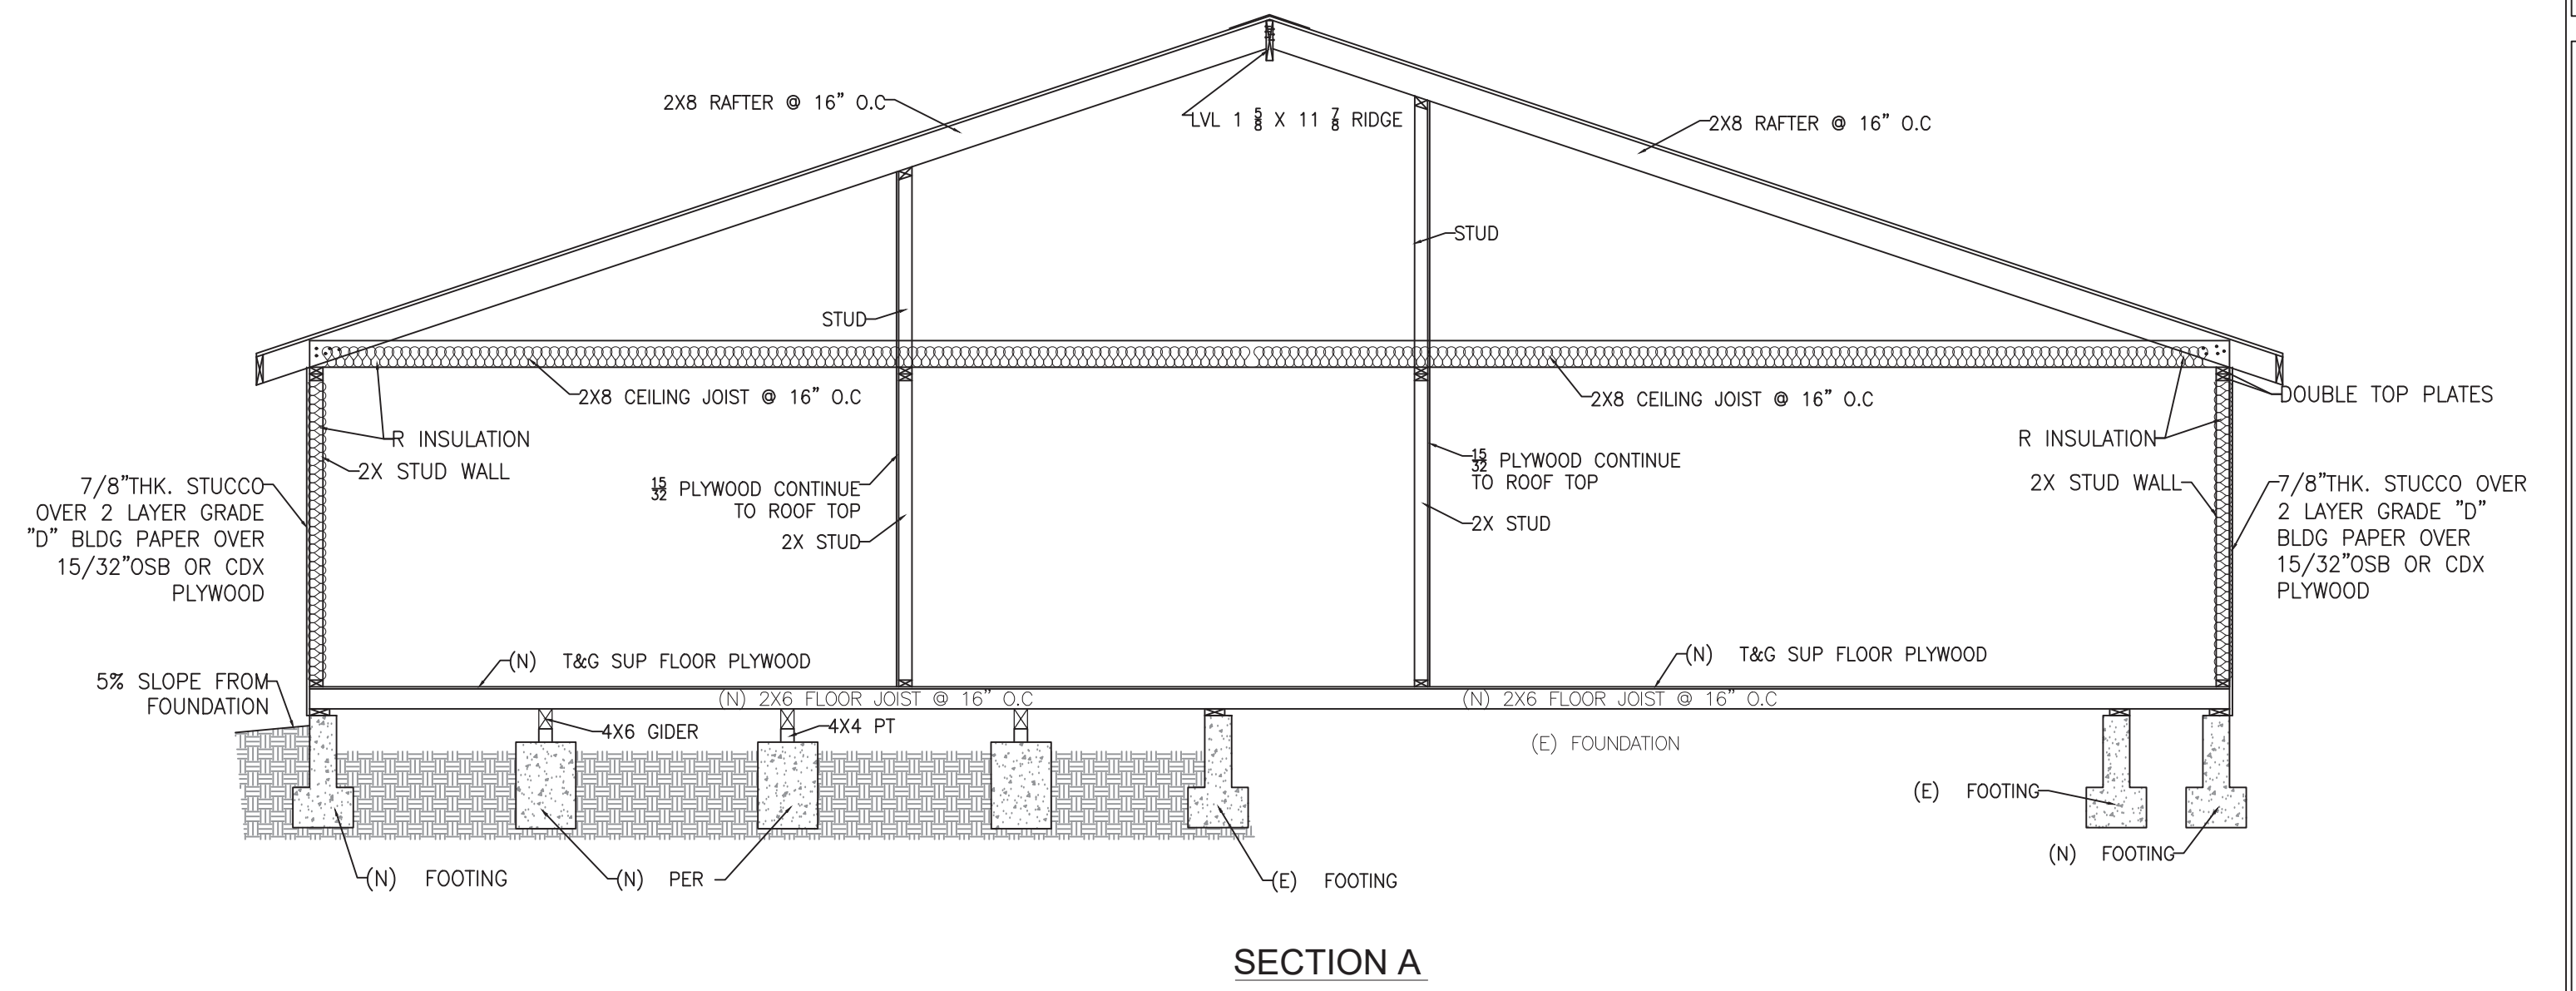 2X8 RAFTER @ 16" O.C
LVL 1 5/8 X 11 7/8 RIDGE
2X8 RAFTER @ 16" O.C
STUD
STUD
2X8 CEILING JOIST @ 16" O.C
2X8 CEILING JOIST @ 16" O.C
DOUBLE TOP PLATES
R INSULATION
R INSULATION
2X STUD WALL
2X STUD WALL
7/8"THK. STUCCO
OVER 2 LAYER GRADE
"D" BLDG PAPER OVER
15/32"OSB OR CDX
PLYWOOD
15/32 PLYWOOD CONTINUE
TO ROOF TOP
2X STUD
15/32 PLYWOOD CONTINUE
TO ROOF TOP
2X STUD
7/8"THK. STUCCO OVER
2 LAYER GRADE "D"
BLDG PAPER OVER
15/32"OSB OR CDX
PLYWOOD
5% SLOPE FROM
FOUNDATION
(N) T&G SUP FLOOR PLYWOOD
(N) T&G SUP FLOOR PLYWOOD
(N) 2X6 FLOOR JOIST @ 16" O.C
(N) 2X6 FLOOR JOIST @ 16" O.C
4X6 GIDER
4X4 PT
(E) FOUNDATION
(E) FOOTING
(N) FOOTING
(N) FOOTING
(N) PER
(E) FOOTING
SECTION A